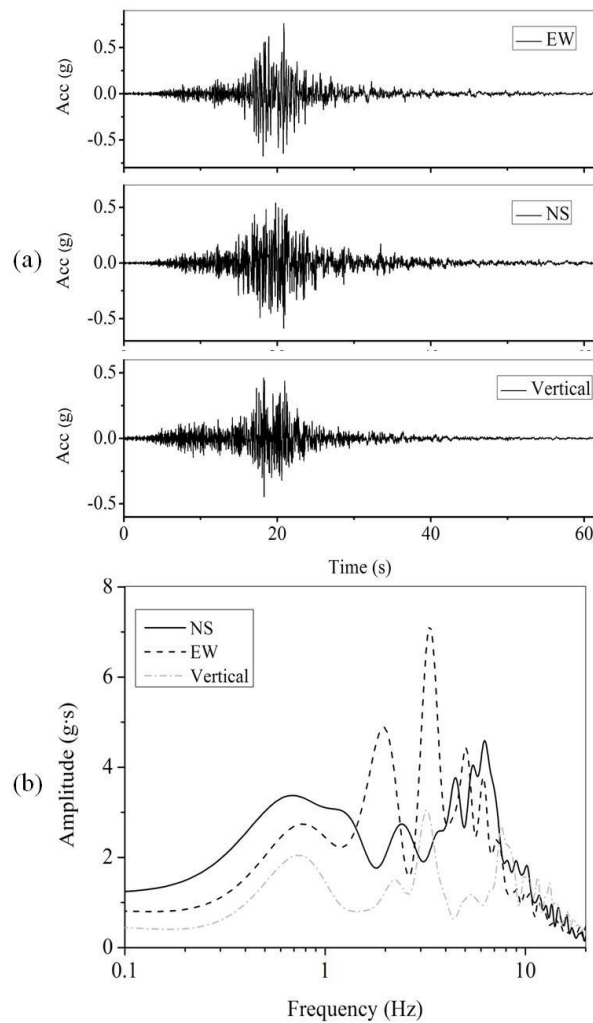 EW
0.5
0.0
-0.5
Acc (g)
(a)
NS
0.5
0.0
-0.5
Acc (g)
Vertical
0.5
0.0
-0.5
Acc (g)
0 20 40 60
Time (s)
(b)
8
6
4
2
0
Amplitude (g·s)
NS
EW
Vertical
0.1 1 10
Frequency (Hz)